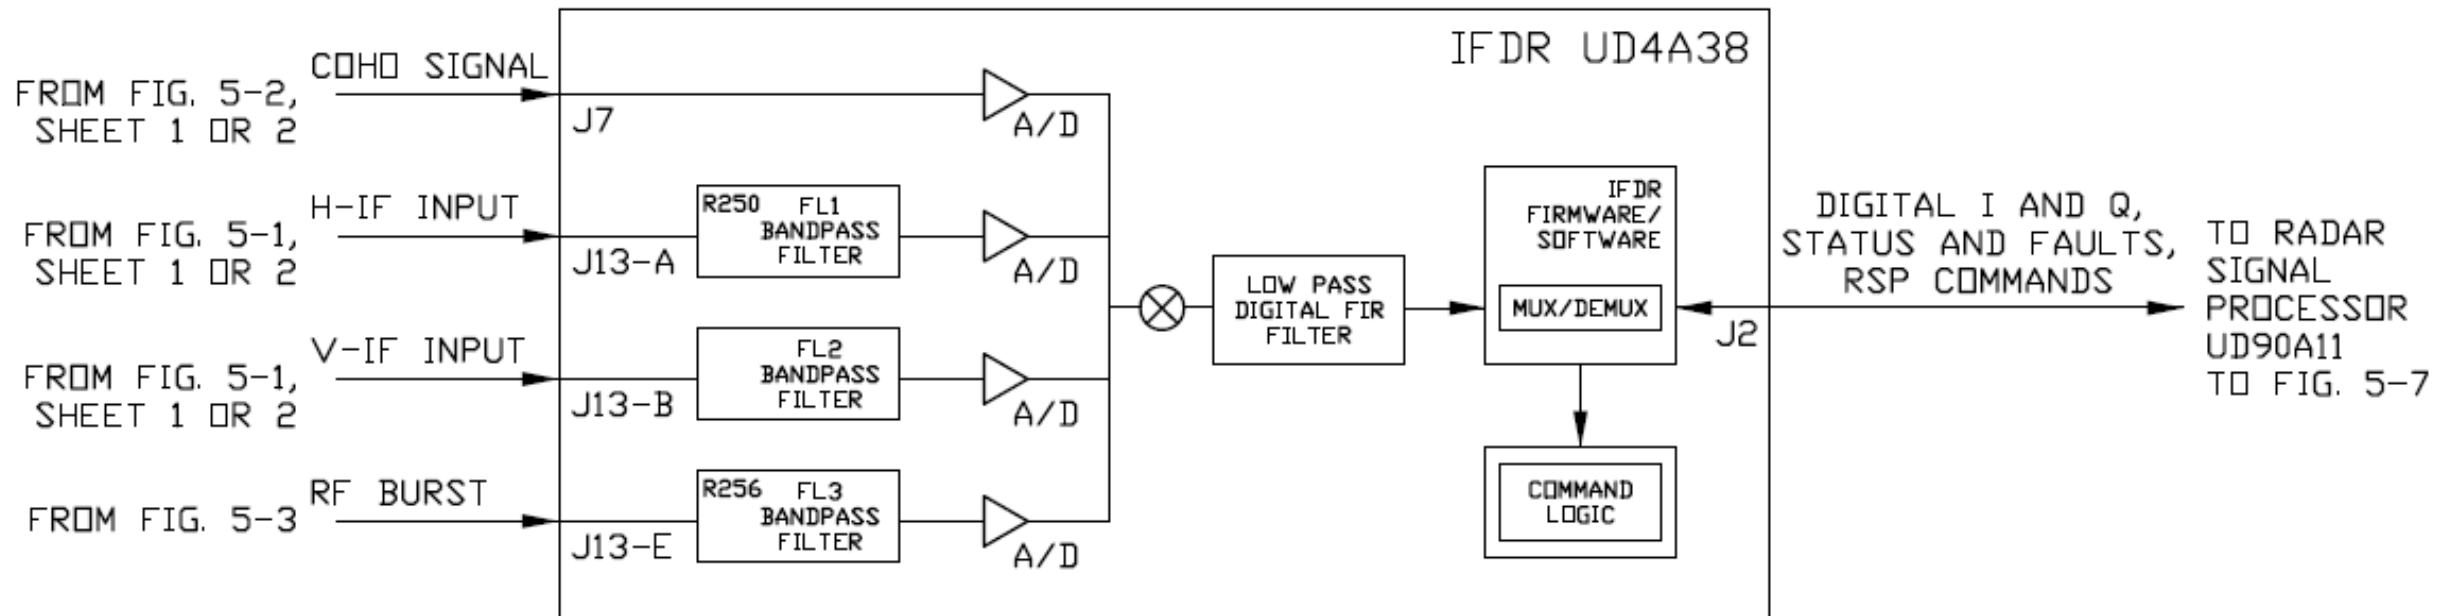 IFDR UD4A38
COHO SIGNAL
FROM FIG. 5-2,
SHEET 1 OR 2
J7
A/D
H-IF INPUT
FROM FIG. 5-1,
SHEET 1 OR 2
J13-A
R250 FL1
BANDPASS
FILTER
A/D
V-IF INPUT
FROM FIG. 5-1,
SHEET 1 OR 2
J13-B
FL2
BANDPASS
FILTER
A/D
RF BURST
FROM FIG. 5-3
J13-E
R256 FL3
BANDPASS
FILTER
A/D
LOW PASS
DIGITAL FIR
FILTER
IFDR
FIRMWARE/
SOFTWARE
MUX/DEMUX
COMMAND
LOGIC
J2
DIGITAL I AND Q,
STATUS AND FAULTS,
RSP COMMANDS
TO RADAR
SIGNAL
PROCESSOR
UD90A11
TO FIG. 5-7